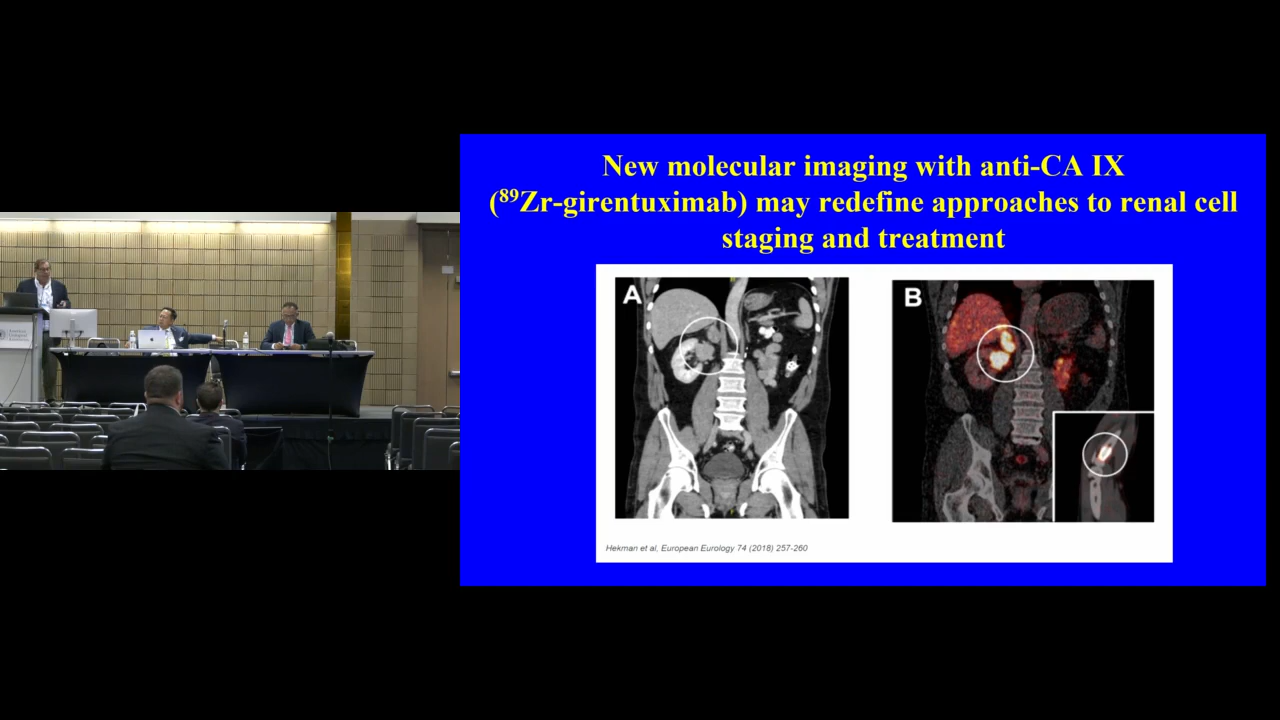 New molecular imaging with anti-CA IX
(⁸⁹Zr-girentuximab) may redefine approaches to renal cell
staging and treatment
A
B
Hekman et al, European Eurology 74 (2018) 257-260